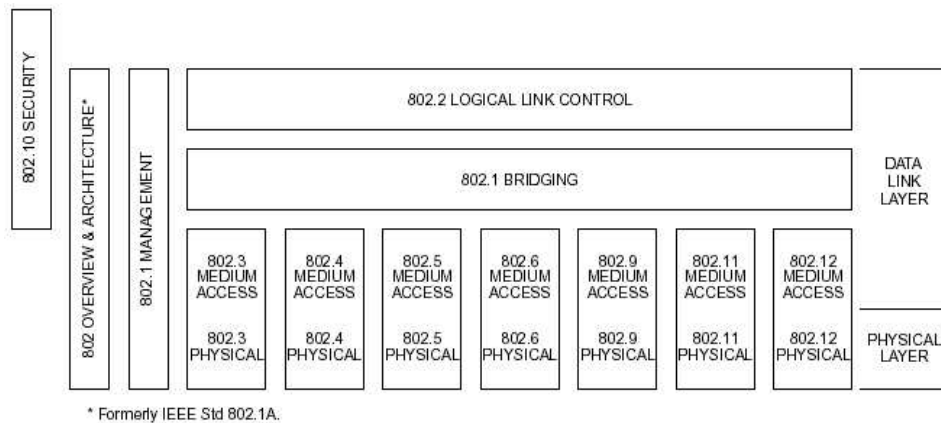 802.10 SECURITY
802 OVERVIEW & ARCHITECTURE*
802.1 MANAGEMENT
802.2 LOGICAL LINK CONTROL
802.1 BRIDGING
DATA
LINK
LAYER
802.3
MEDIUM
ACCESS
802.3
PHYSICAL
802.4
MEDIUM
ACCESS
802.4
PHYSICAL
802.5
MEDIUM
ACCESS
802.5
PHYSICAL
802.6
MEDIUM
ACCESS
802.6
PHYSICAL
802.9
MEDIUM
ACCESS
802.9
PHYSICAL
802.11
MEDIUM
ACCESS
802.11
PHYSICAL
802.12
MEDIUM
ACCESS
802.12
PHYSICAL
PHYSICAL
LAYER
* Formerly IEEE Std 802.1A.